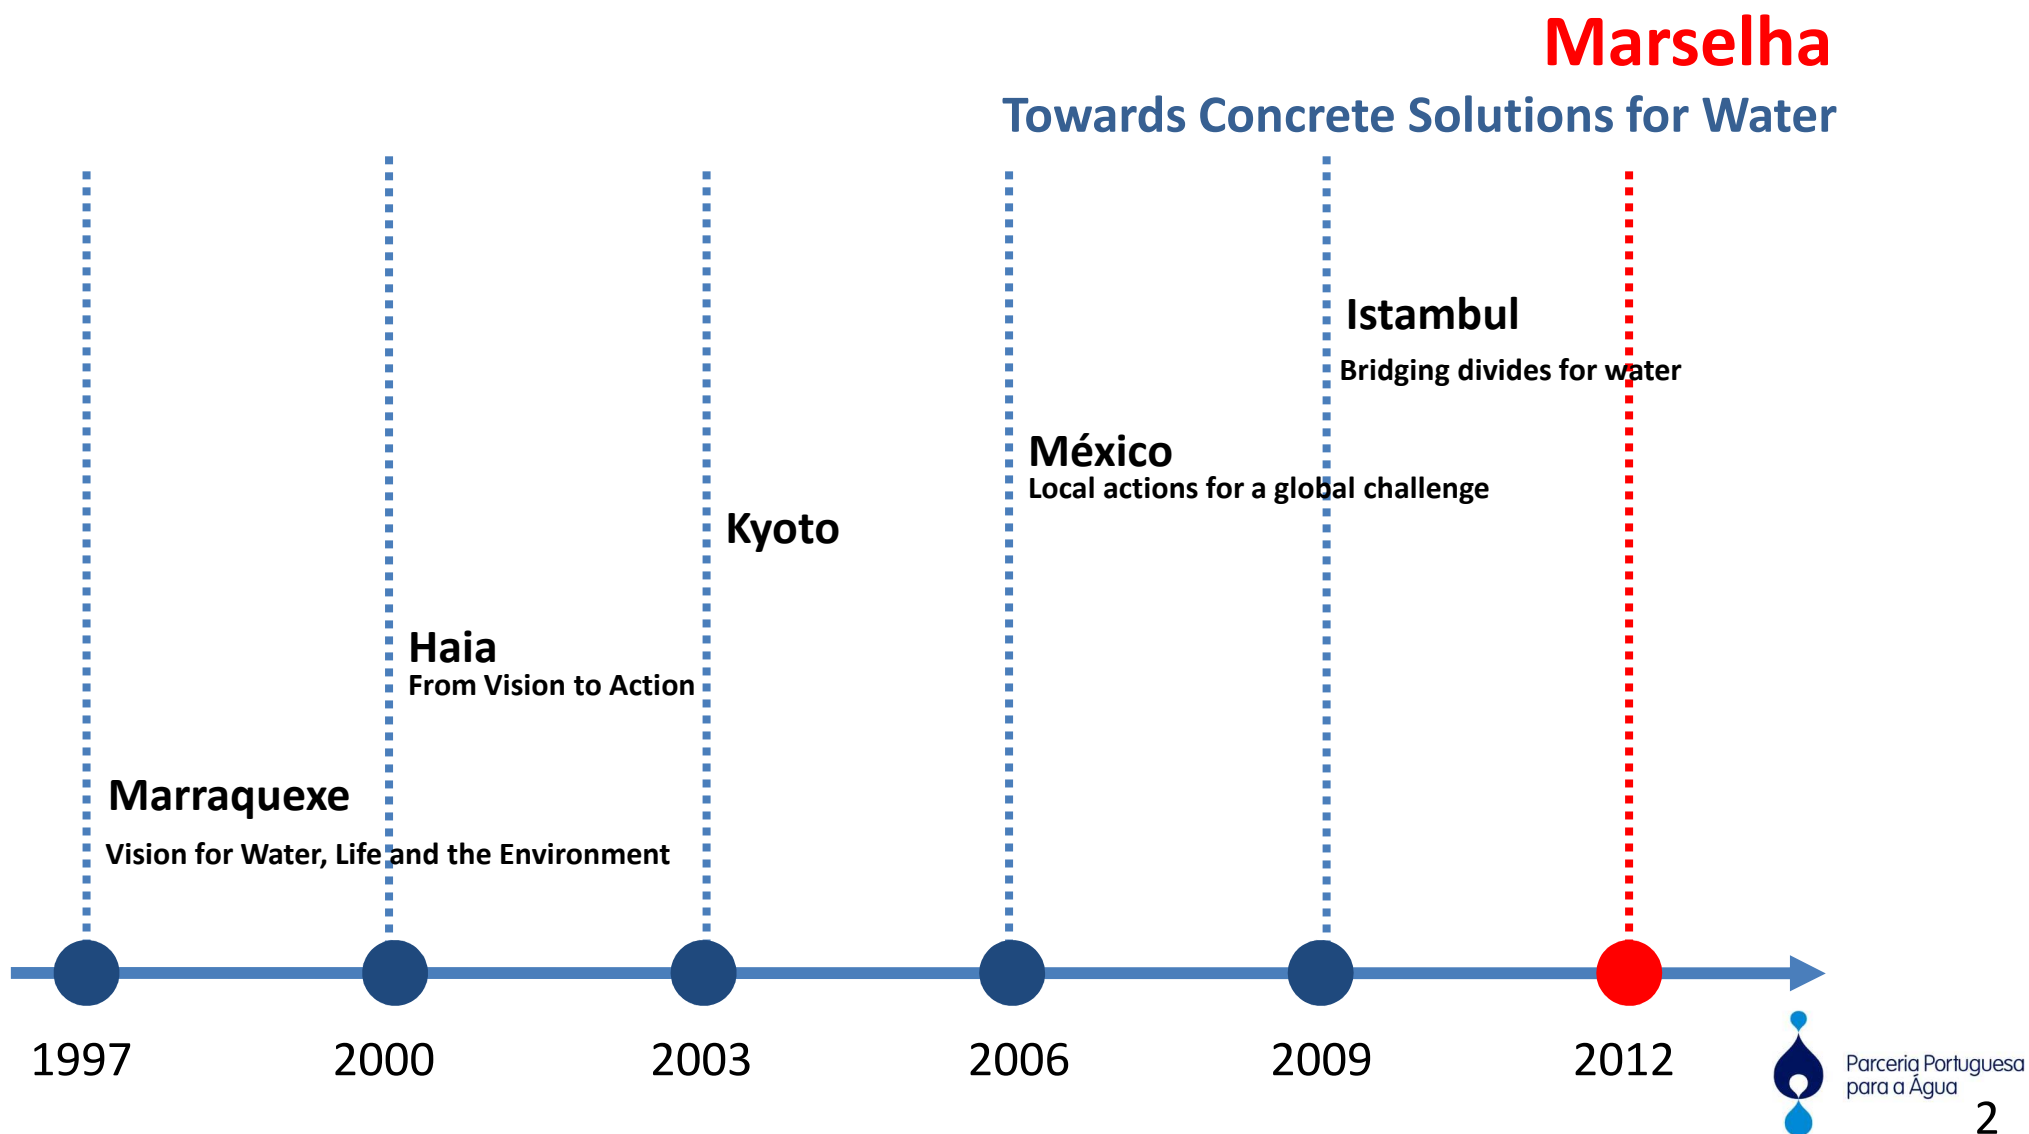 Marselha
Towards Concrete Solutions for Water
Istambul
Bridging divides for water
México
Local actions for a global challenge
Kyoto
Haia
From Vision to Action
Marraquexe
Vision for Water, Life and the Environment
1997 2000 2003 2006 2009 2012
Parceria Portuguesa
para a Água
2